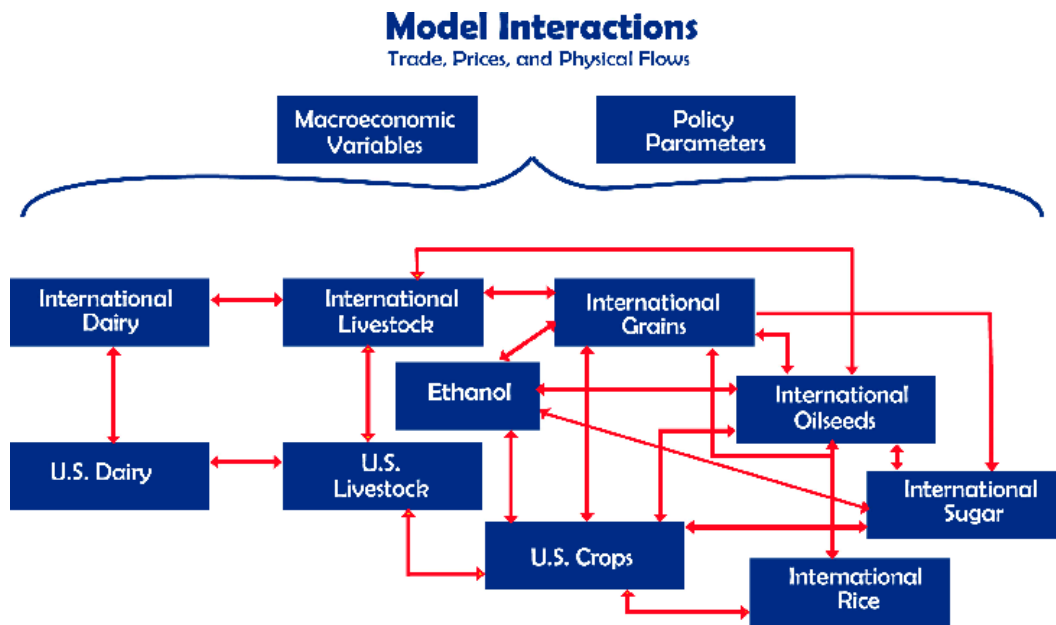 Model Interactions
Trade, Prices, and Physical Flows
Macroeconomic
Variables
Policy
Parameters
International
Dairy
International
Livestock
International
Grains
Ethanol
International
Oilseeds
U.S. Dairy
U.S.
Livestock
International
Sugar
U.S. Crops
International
Rice